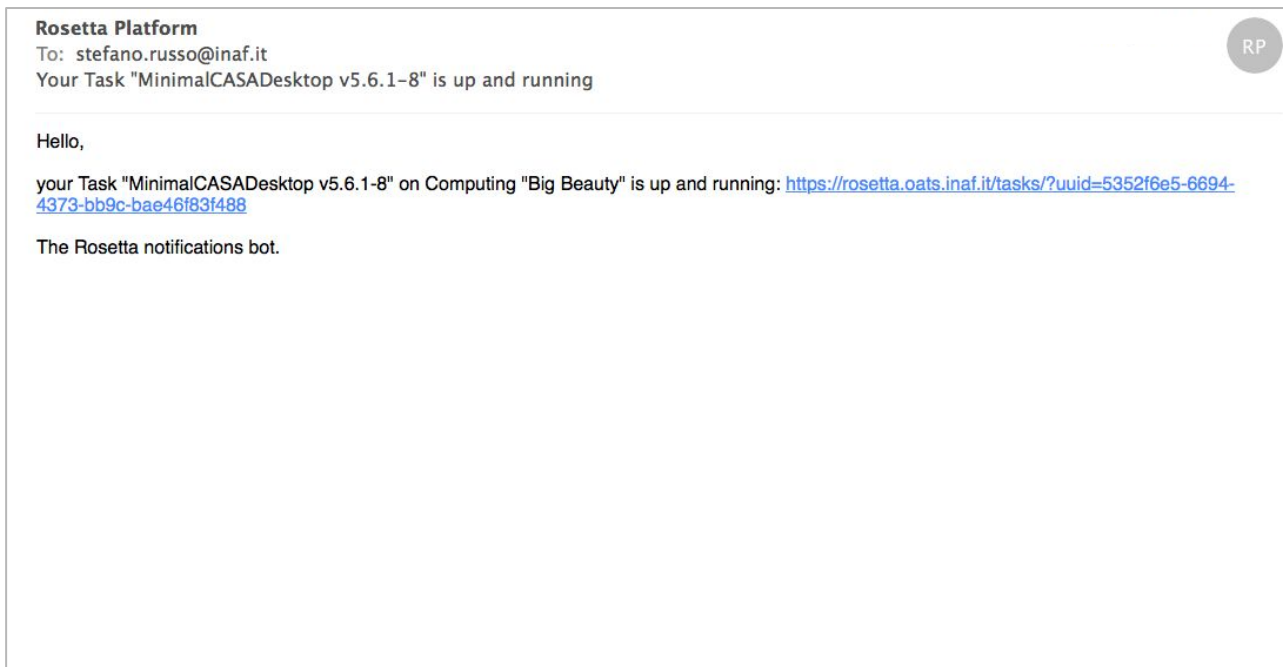 Rosetta Platform
To: stefano.russo@inaf.it
RP
Your Task "MinimalCASADesktop v5.6.1-8" is up and running
Hello,
your Task "MinimalCASADesktop v5.6.1-8" on Computing "Big Beauty" is up and running: https://rosetta.oats.inaf.it/tasks/?uuid=5352f6e5-6694-
4373-bb9c-bae46f83f488
The Rosetta notifications bot.